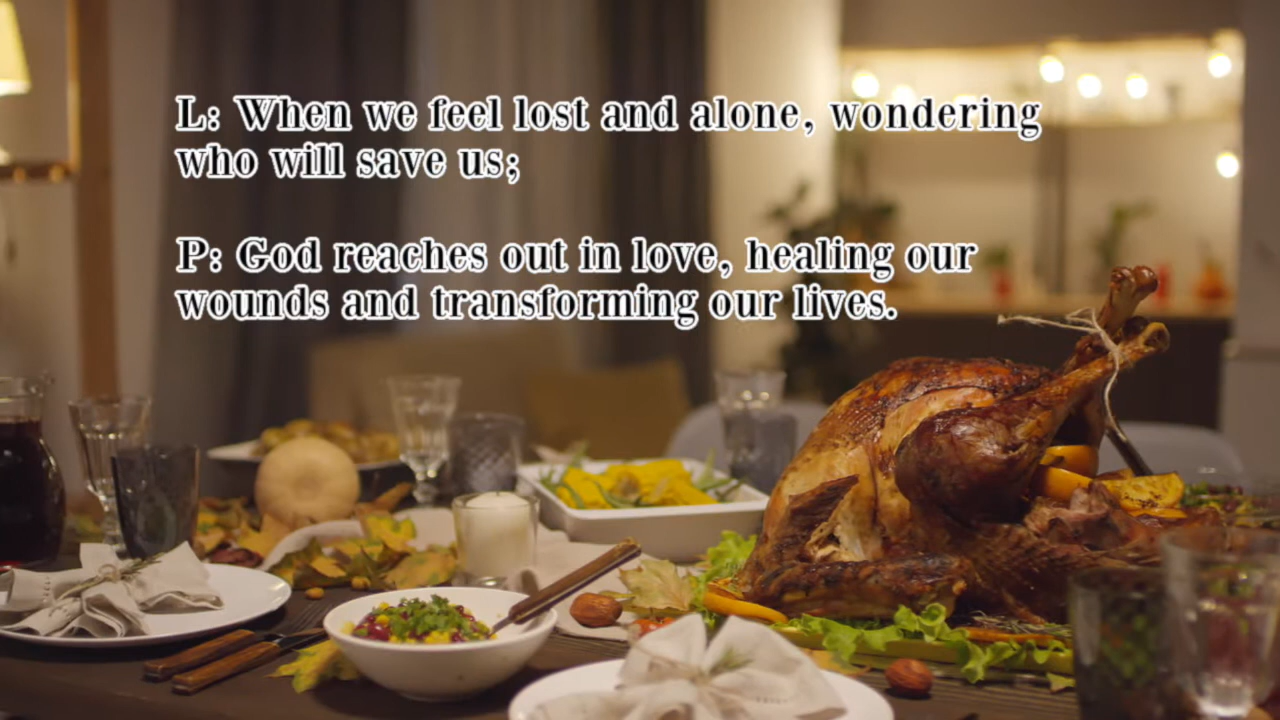 L: When we feel lost and alone, wondering
who will save us;
P: God reaches out in love, healing our
wounds and transforming our lives.